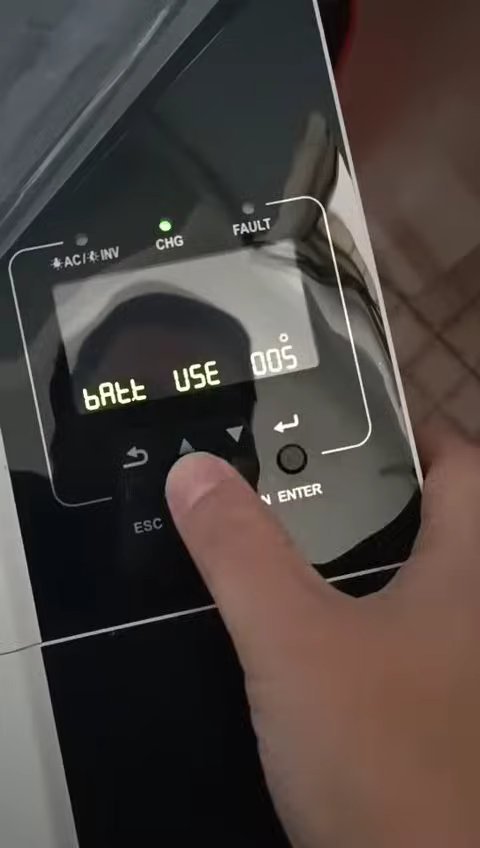 AC/INV
CHG
FAULT
bAtt USE 005
ESC
N ENTER